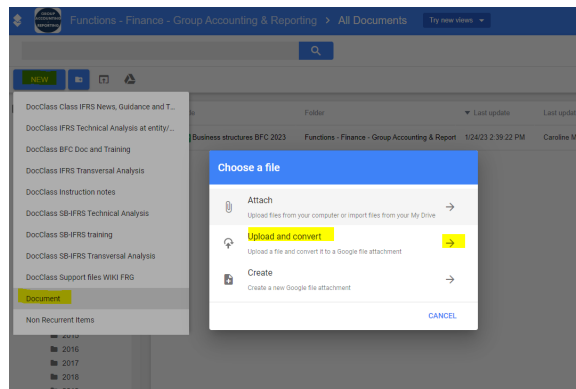 GROUP
ACCOUNTING
REPORTING
Functions - Finance - Group Accounting & Reporting > All Documents
Try new views
NEW
DocClass Class IFRS News, Guidance and T...
DocClass IFRS Technical Analysis at entity/...
DocClass BFC Doc and Training
DocClass IFRS Transversal Analysis
DocClass Instruction notes
DocClass SB-IFRS Technical Analysis
DocClass SB-IFRS training
DocClass SB-IFRS Transversal Analysis
DocClass Support files WIKI FRG
Document
Non Recurrent Items
2015
2016
2017
2018
Folder
Last update
Last updat
Business structures BFC 2023
Functions - Finance - Group Accounting & Report
1/24/23 2:39:22 PM
Caroline M
Choose a file
Attach
Upload files from your computer or import files from your My Drive
Upload and convert
Upload a file and convert it to a Google file attachment
Create
Create a new Google file attachment
CANCEL